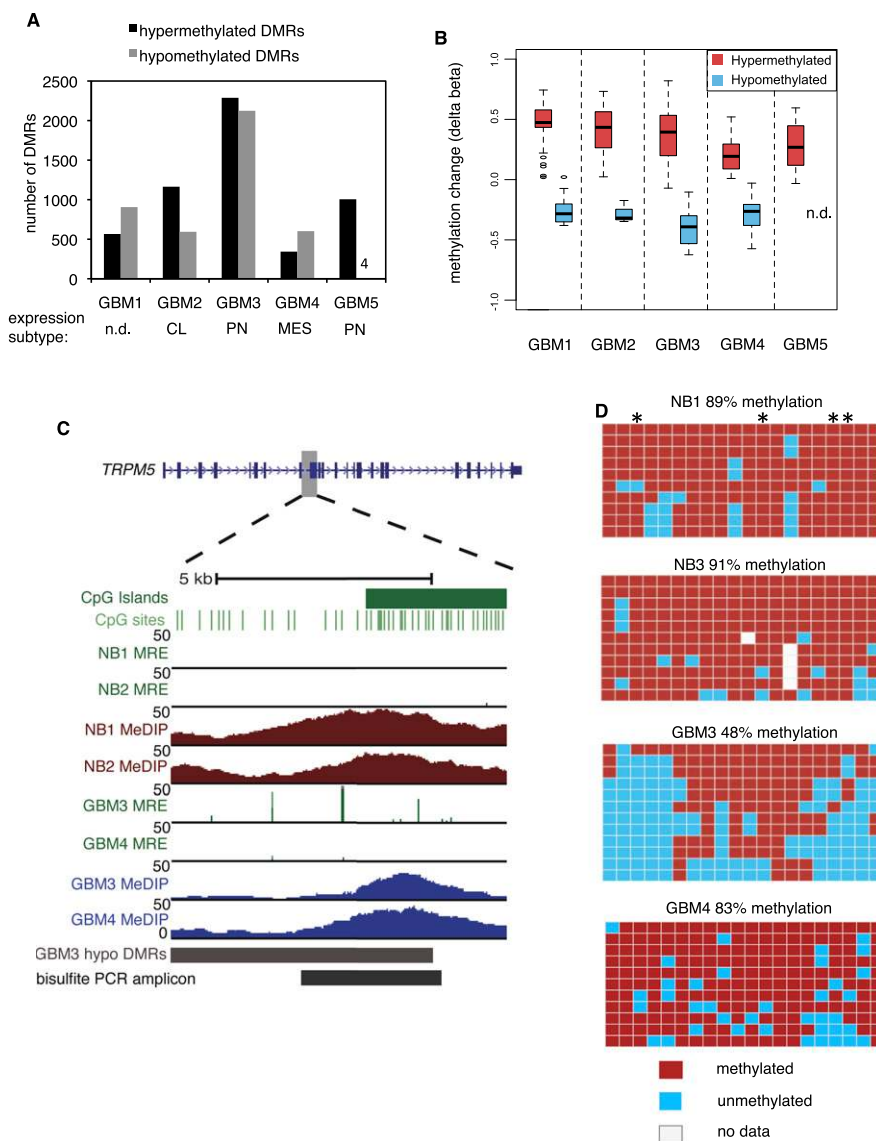 A
hypermethylated DMRs
hypomethylated DMRs
number of DMRs
2500
2000
1500
1000
500
0
4
GBM1 GBM2 GBM3 GBM4 GBM5
expression subtype: n.d. CL PN MES PN
B
Hypermethylated
Hypomethylated
methylation change (delta beta)
1.0
0.5
0.0
-0.5
-1.0
n.d.
GBM1 GBM2 GBM3 GBM4 GBM5
C
TRPM5
5 kb
CpG Islands
CpG sites
50
NB1 MRE
50
NB2 MRE
50
NB1 MeDIP
50
NB2 MeDIP
50
GBM3 MRE
50
GBM4 MRE
50
GBM3 MeDIP
50
GBM4 MeDIP
0
GBM3 hypo DMRs
bisulfite PCR amplicon
D
NB1 89% methylation
* * **
NB3 91% methylation
GBM3 48% methylation
GBM4 83% methylation
methylated
unmethylated
no data